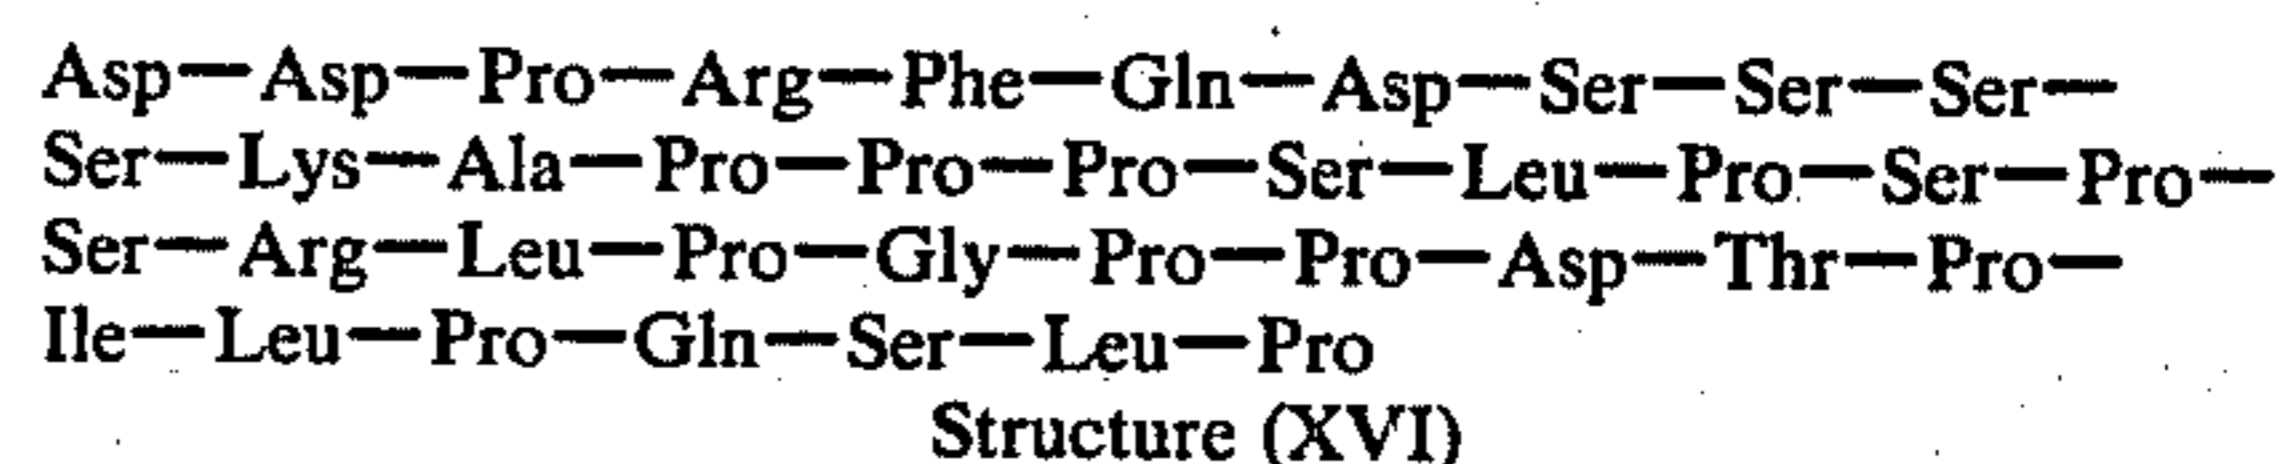 Asp—Asp—Pro—Arg—Phe—Gln—Asp—Ser—Ser—Ser—
Ser—Lys—Ala—Pro—Pro—Pro—Ser—Leu—Pro—Ser—Pro—
Ser—Arg—Leu—Pro—Gly—Pro—Pro—Asp—Thr—Pro—
Ile—Leu—Pro—Gln—Ser—Leu—Pro
Structure (XVI)